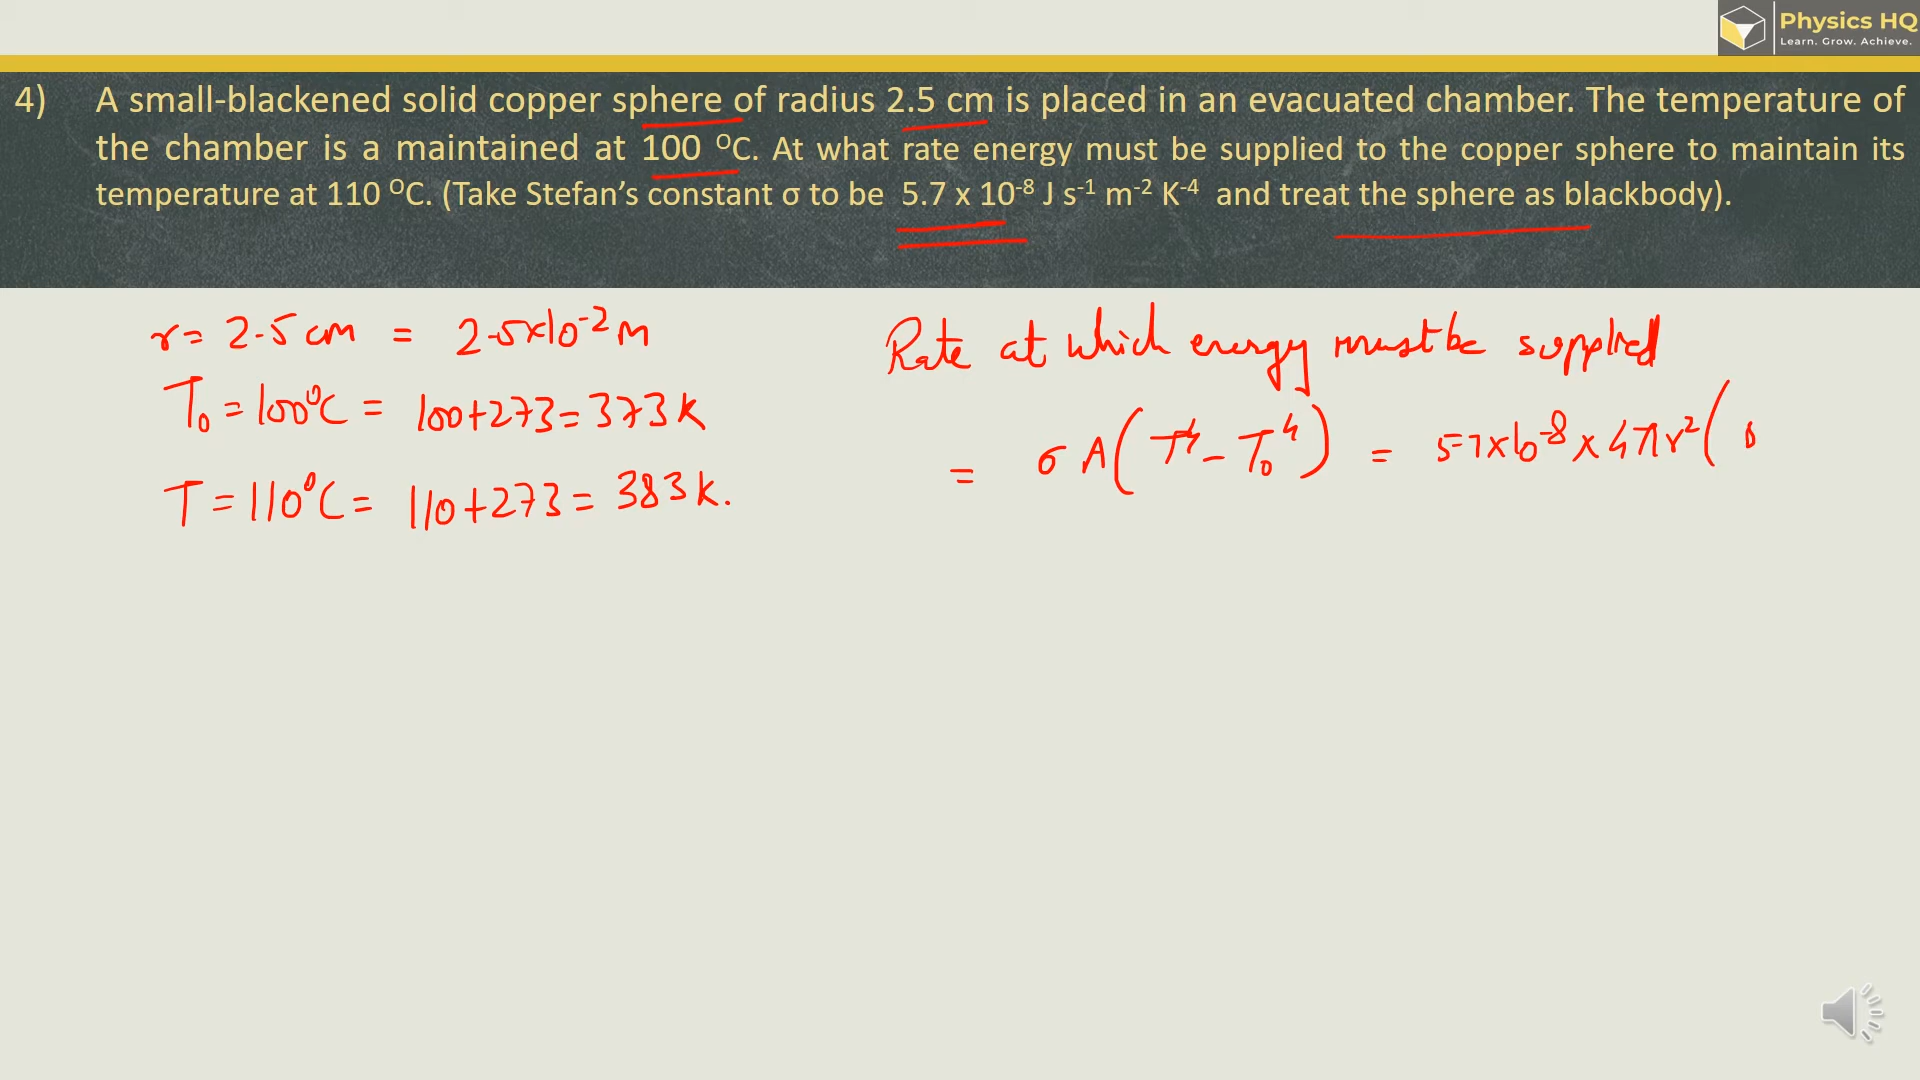 Physics HQ
Learn. Grow. Achieve.
4) A small-blackened solid copper sphere of radius 2.5 cm is placed in an evacuated chamber. The temperature of
the chamber is a maintained at 100 ᴼC. At what rate energy must be supplied to the copper sphere to maintain its
temperature at 110 ᴼC. (Take Stefan’s constant σ to be 5.7 x 10⁻⁸ J s⁻¹ m⁻² K⁻⁴ and treat the sphere as blackbody).
r = 2.5 cm = 2.5×10⁻² m
T₀ = 100⁰C = 100+273 = 373 K
T = 110⁰C = 110+273 = 383 K.
Rate at which energy must be supplied
= σ A (T⁴ - T₀⁴) = 5.7×10⁻⁸ × 4πr² (